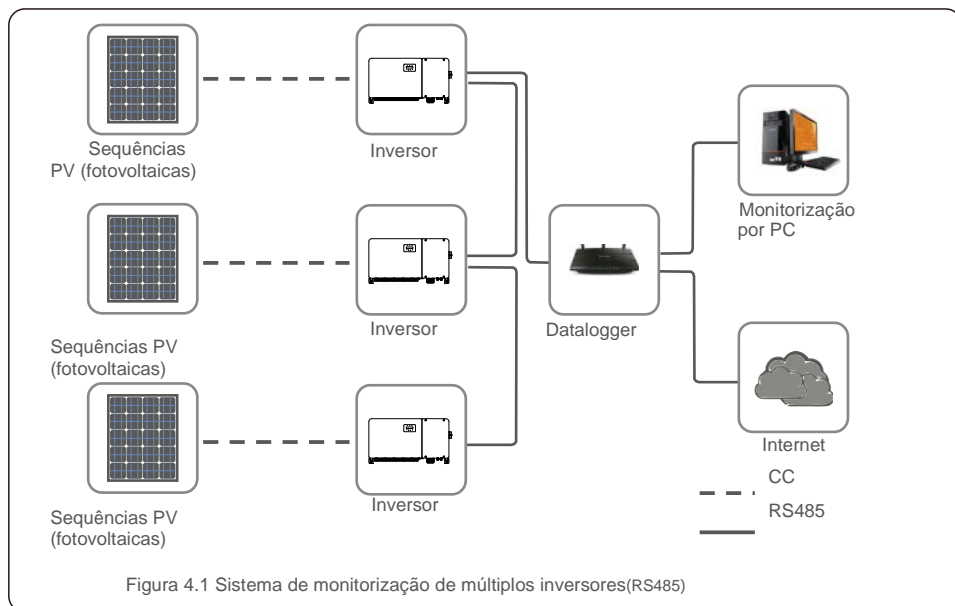 Sequências
PV (fotovoltaicas)
Inversor
Sequências PV
(fotovoltaicas)
Inversor
Sequências PV
(fotovoltaicas)
Inversor
Datalogger
Monitorização
por PC
Internet
CC
RS485
Figura 4.1 Sistema de monitorização de múltiplos inversores(RS485)